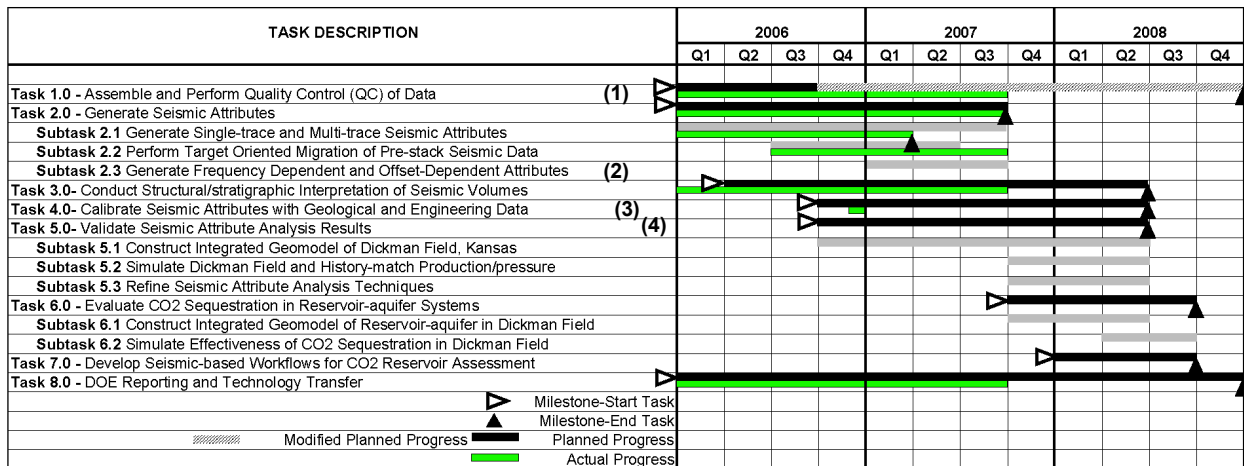 TASK DESCRIPTION 2006 2007 2008
Q1 Q2 Q3 Q4 Q1 Q2 Q3 Q4 Q1 Q2 Q3 Q4
Task 1.0 - Assemble and Perform Quality Control (QC) of Data (1)
Task 2.0 - Generate Seismic Attributes
Subtask 2.1 Generate Single-trace and Multi-trace Seismic Attributes
Subtask 2.2 Perform Target Oriented Migration of Pre-stack Seismic Data
Subtask 2.3 Generate Frequency Dependent and Offset-Dependent Attributes (2)
Task 3.0- Conduct Structural/stratigraphic Interpretation of Seismic Volumes
Task 4.0- Calibrate Seismic Attributes with Geological and Engineering Data (3)
Task 5.0- Validate Seismic Attribute Analysis Results (4)
Subtask 5.1 Construct Integrated Geomodel of Dickman Field, Kansas
Subtask 5.2 Simulate Dickman Field and History-match Production/pressure
Subtask 5.3 Refine Seismic Attribute Analysis Techniques
Task 6.0 - Evaluate CO2 Sequestration in Reservoir-aquifer Systems
Subtask 6.1 Construct Integrated Geomodel of Reservoir-aquifer in Dickman Field
Subtask 6.2 Simulate Effectiveness of CO2 Sequestration in Dickman Field
Task 7.0 - Develop Seismic-based Workflows for CO2 Reservoir Assessment
Task 8.0 - DOE Reporting and Technology Transfer
Milestone-Start Task
Milestone-End Task
Modified Planned Progress Planned Progress
Actual Progress